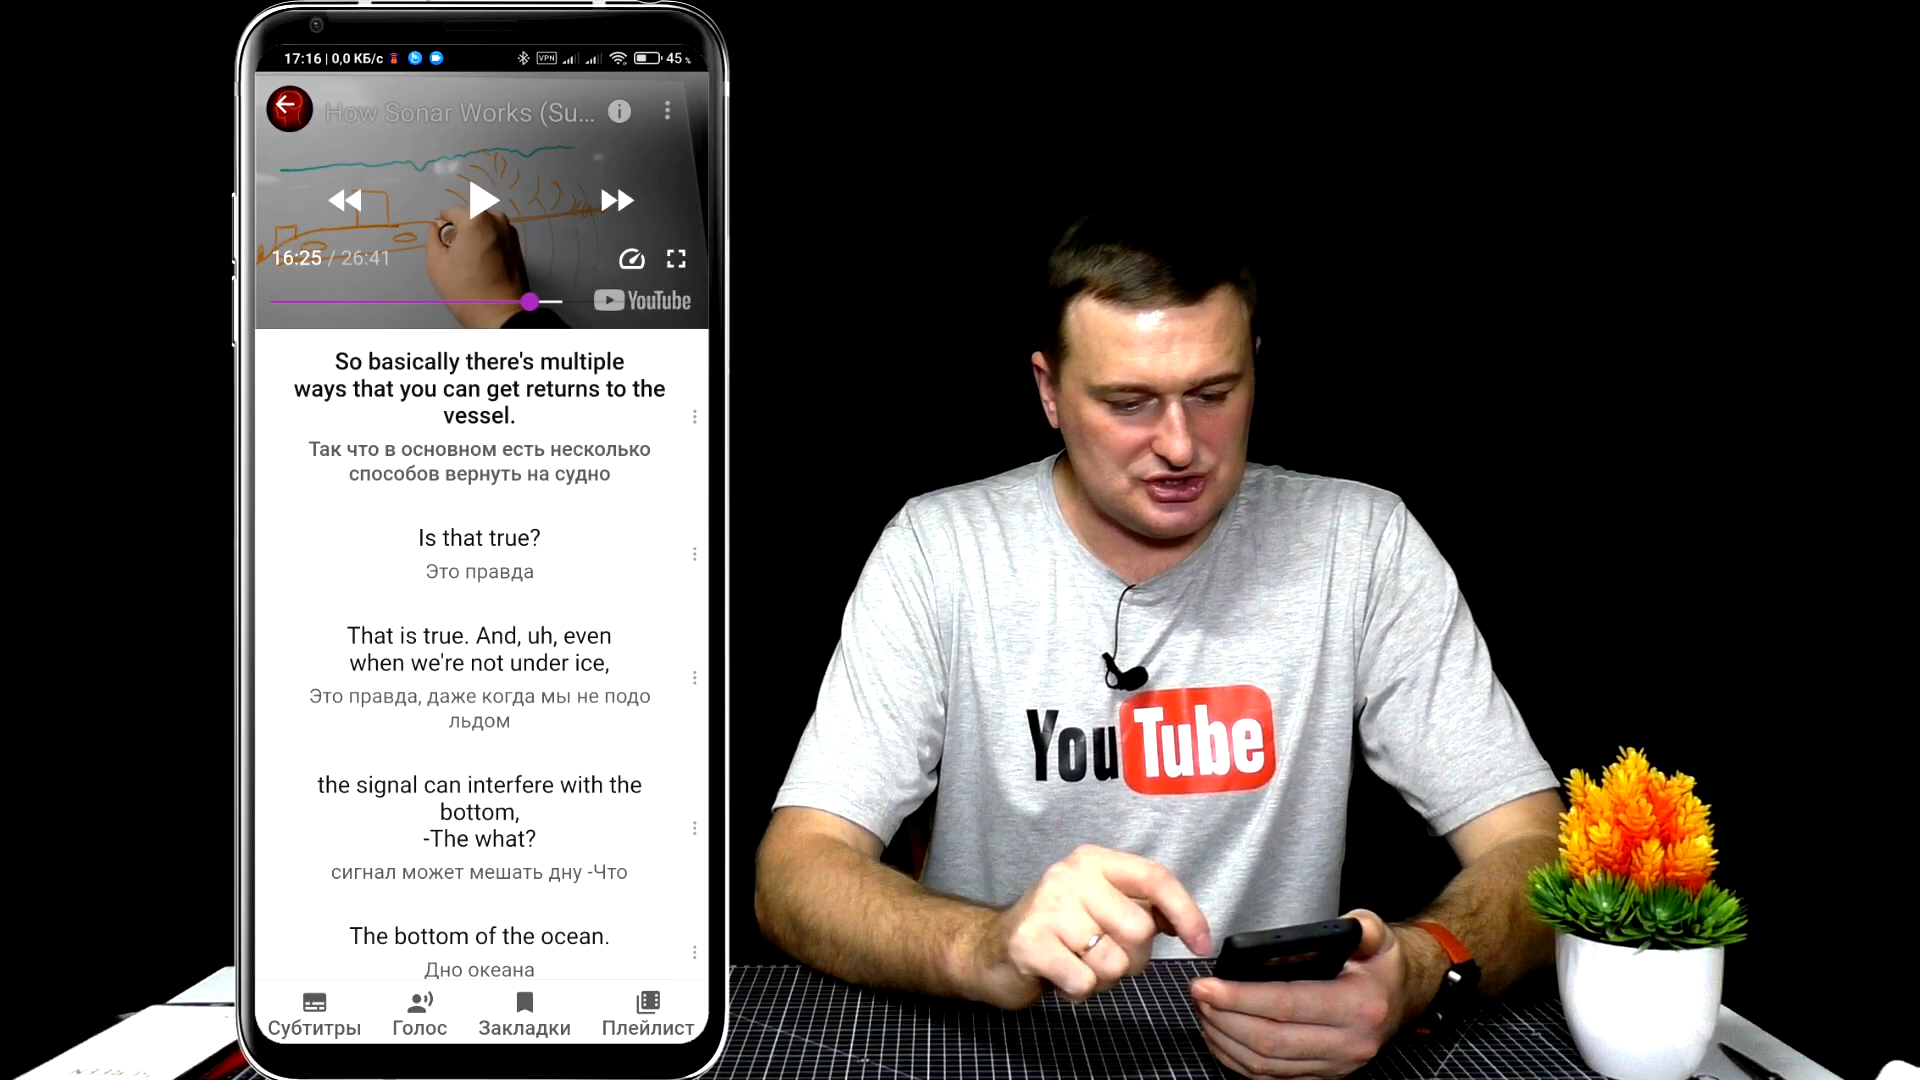 17:16 | 0,0 КБ/с
VPN
45 %
How Sonar Works (Su...
16:25 / 26:41
YouTube
So basically there's multiple
ways that you can get returns to the
vessel.
Так что в основном есть несколько
способов вернуть на судно
Is that true?
Это правда
That is true. And, uh, even
when we're not under ice,
Это правда, даже когда мы не подо
льдом
the signal can interfere with the
bottom,
-The what?
сигнал может мешать дну -Что
The bottom of the ocean.
Дно океана
Субтитры
Голос
Закладки
Плейлист
YouTube